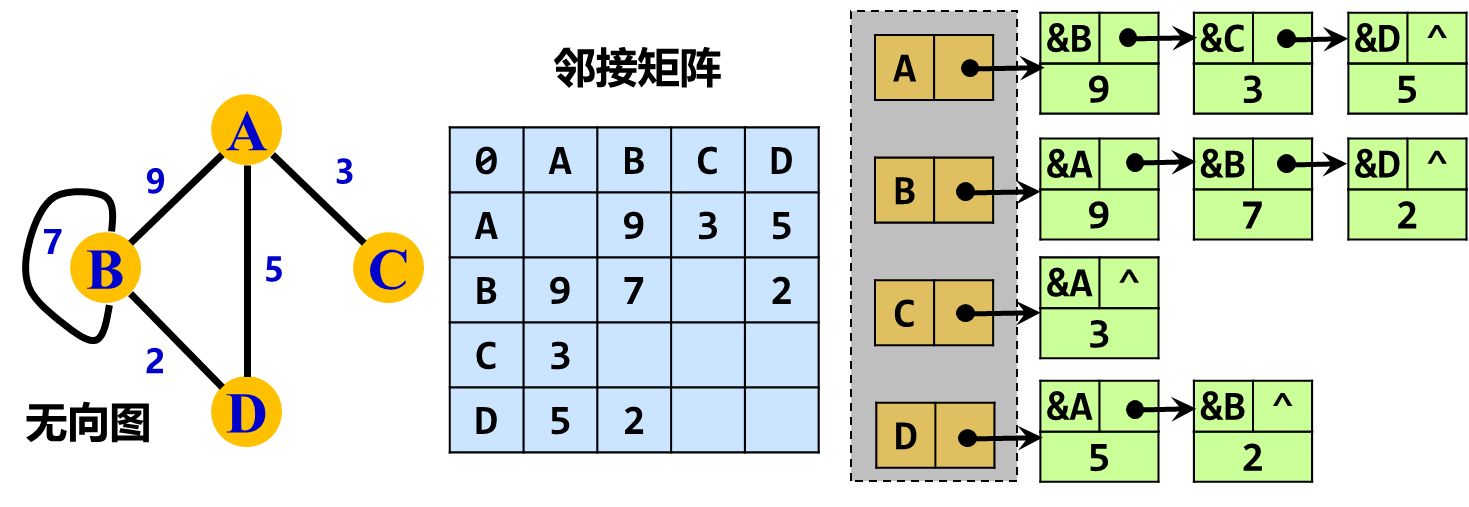 A
9
3
7
B
5
C
2
D
无向图
邻接矩阵
0 A B C D
A 9 3 5
B 9 7 2
C 3
D 5 2
A &B &C &D ^
9 3 5
B &A &B &D ^
9 7 2
C &A ^
3
D &A &B ^
5 2